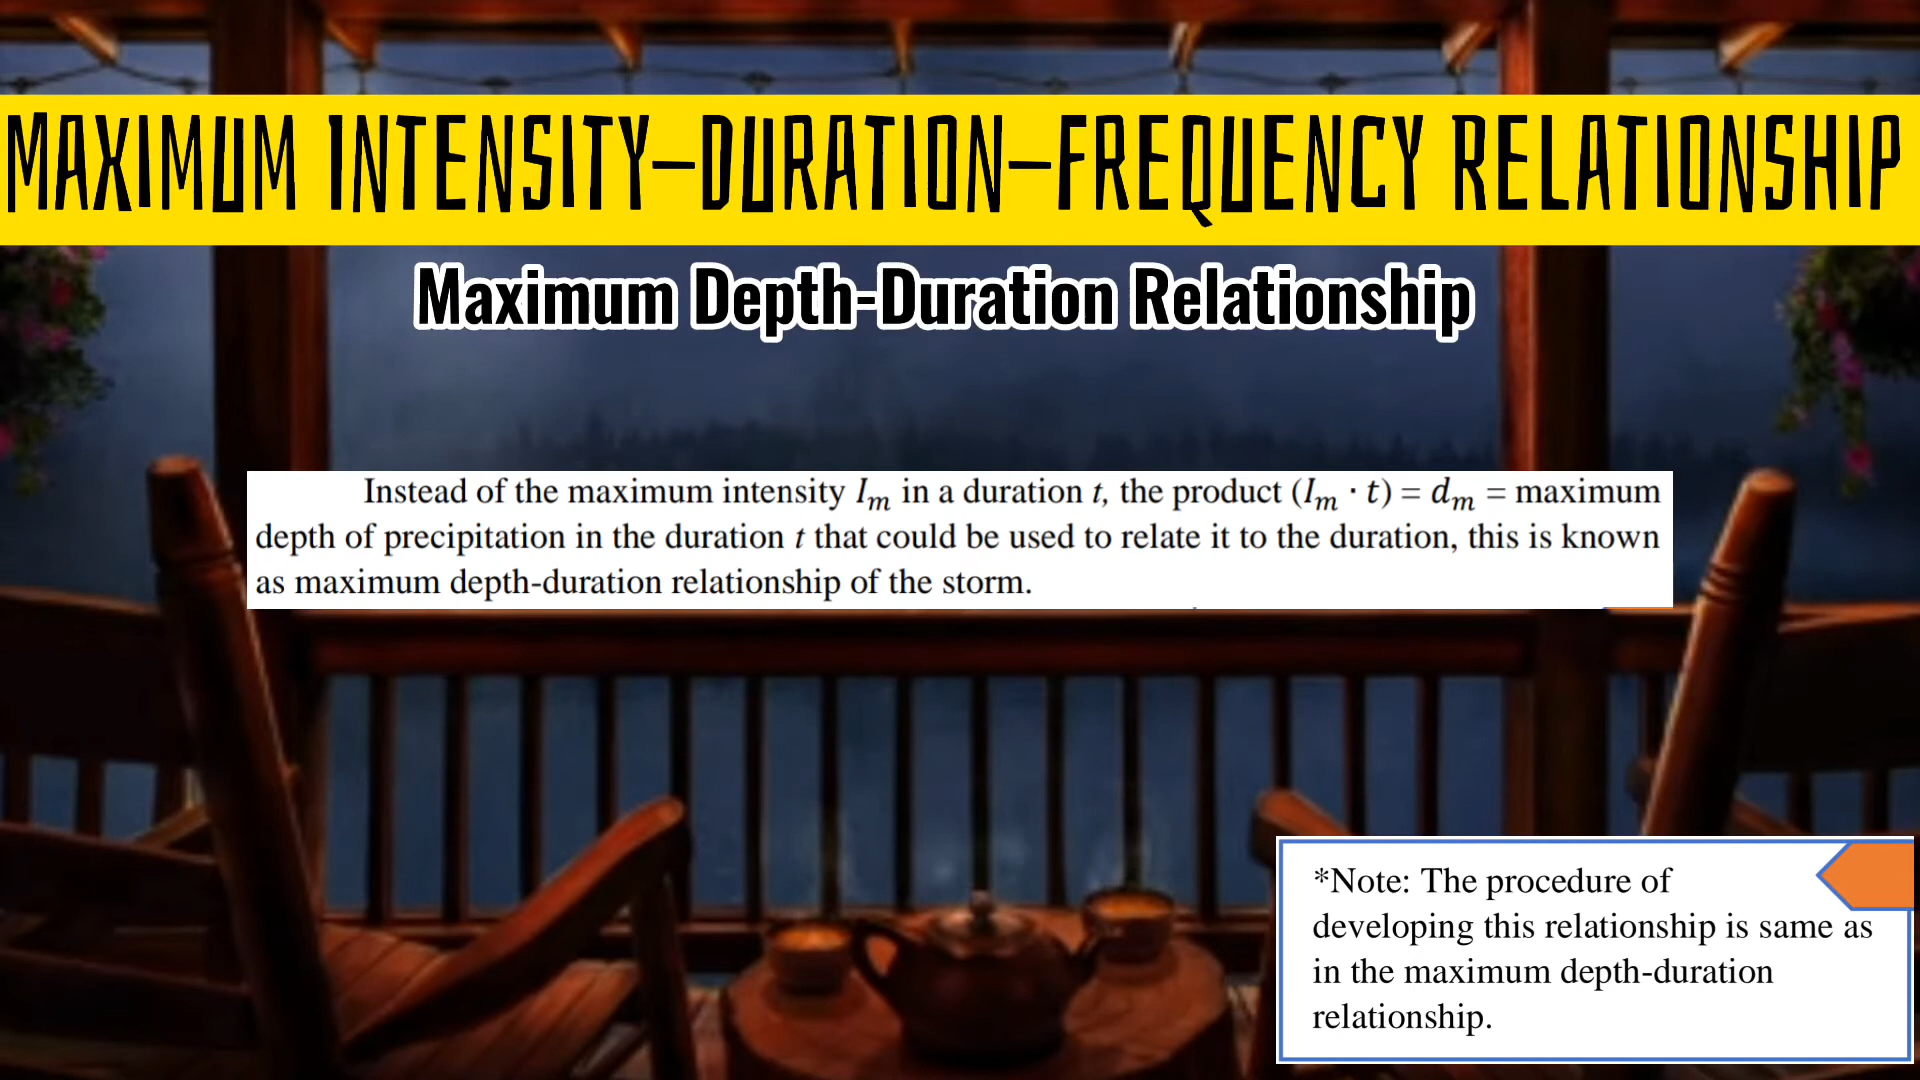 MAXIMUM INTENSITY–DURATION–FREQUENCY RELATIONSHIP
Maximum Depth-Duration Relationship
Instead of the maximum intensity Iₘ in a duration t, the product (Iₘ · t) = dₘ = maximum
depth of precipitation in the duration t that could be used to relate it to the duration, this is known
as maximum depth-duration relationship of the storm.
*Note: The procedure of
developing this relationship is same as
in the maximum depth-duration
relationship.